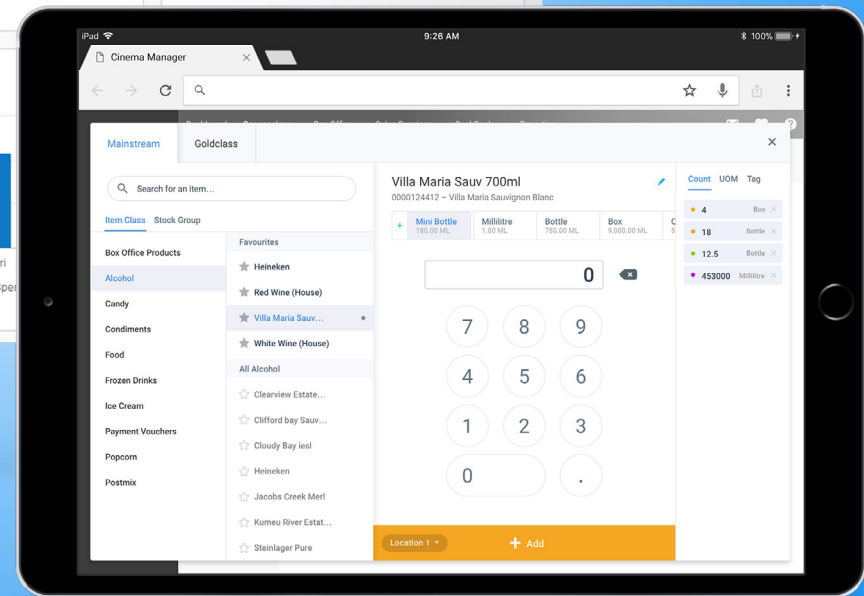 iPad
9:26 AM
100%
Cinema Manager
Mainstream
Goldclass
Search for an item...
Item Class Stock Group
Box Office Products
Alcohol
Candy
Condiments
Food
Frozen Drinks
Ice Cream
Payment Vouchers
Popcorn
Postmix
Favourites
Heineken
Red Wine (House)
Villa Maria Sauv...
White Wine (House)
All Alcohol
Clearview Estate...
Clifford bay Sauv...
Cloudy Bay iesl
Heineken
Jacobs Creek Merl
Kumeu River Estat...
Steinlager Pure
Villa Maria Sauv 700ml
0000124412 – Villa Maria Sauvignon Blanc
+ Mini Bottle Millilitre Bottle Box
180.00 ML 1.00 ML 750.00 ML 9,000.00 ML
0
7 8 9
4 5 6
1 2 3
0 .
Location 1
+ Add
Count UOM Tag
4 Box
18 Bottle
12.5 Bottle
453000 Millilitre